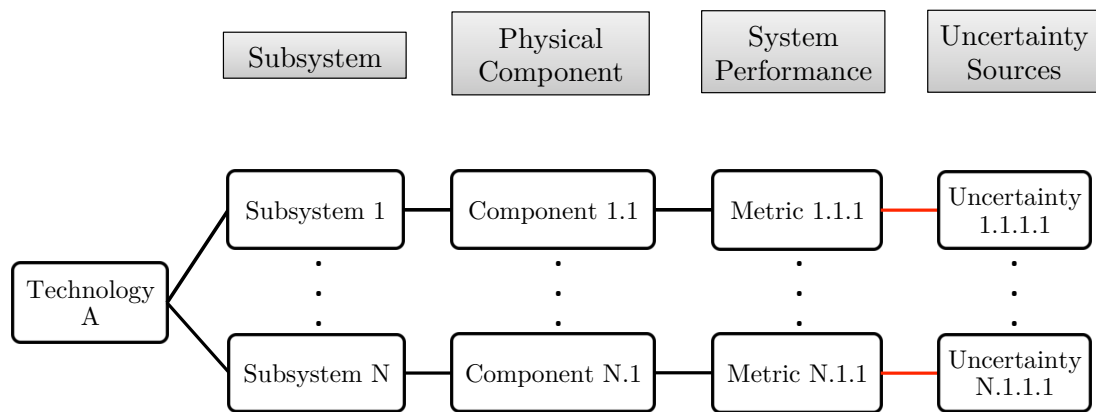 Subsystem
Physical
Component
System
Performance
Uncertainty
Sources
Subsystem 1
Component 1.1
Metric 1.1.1
Uncertainty
1.1.1.1
Technology
A
Subsystem N
Component N.1
Metric N.1.1
Uncertainty
N.1.1.1